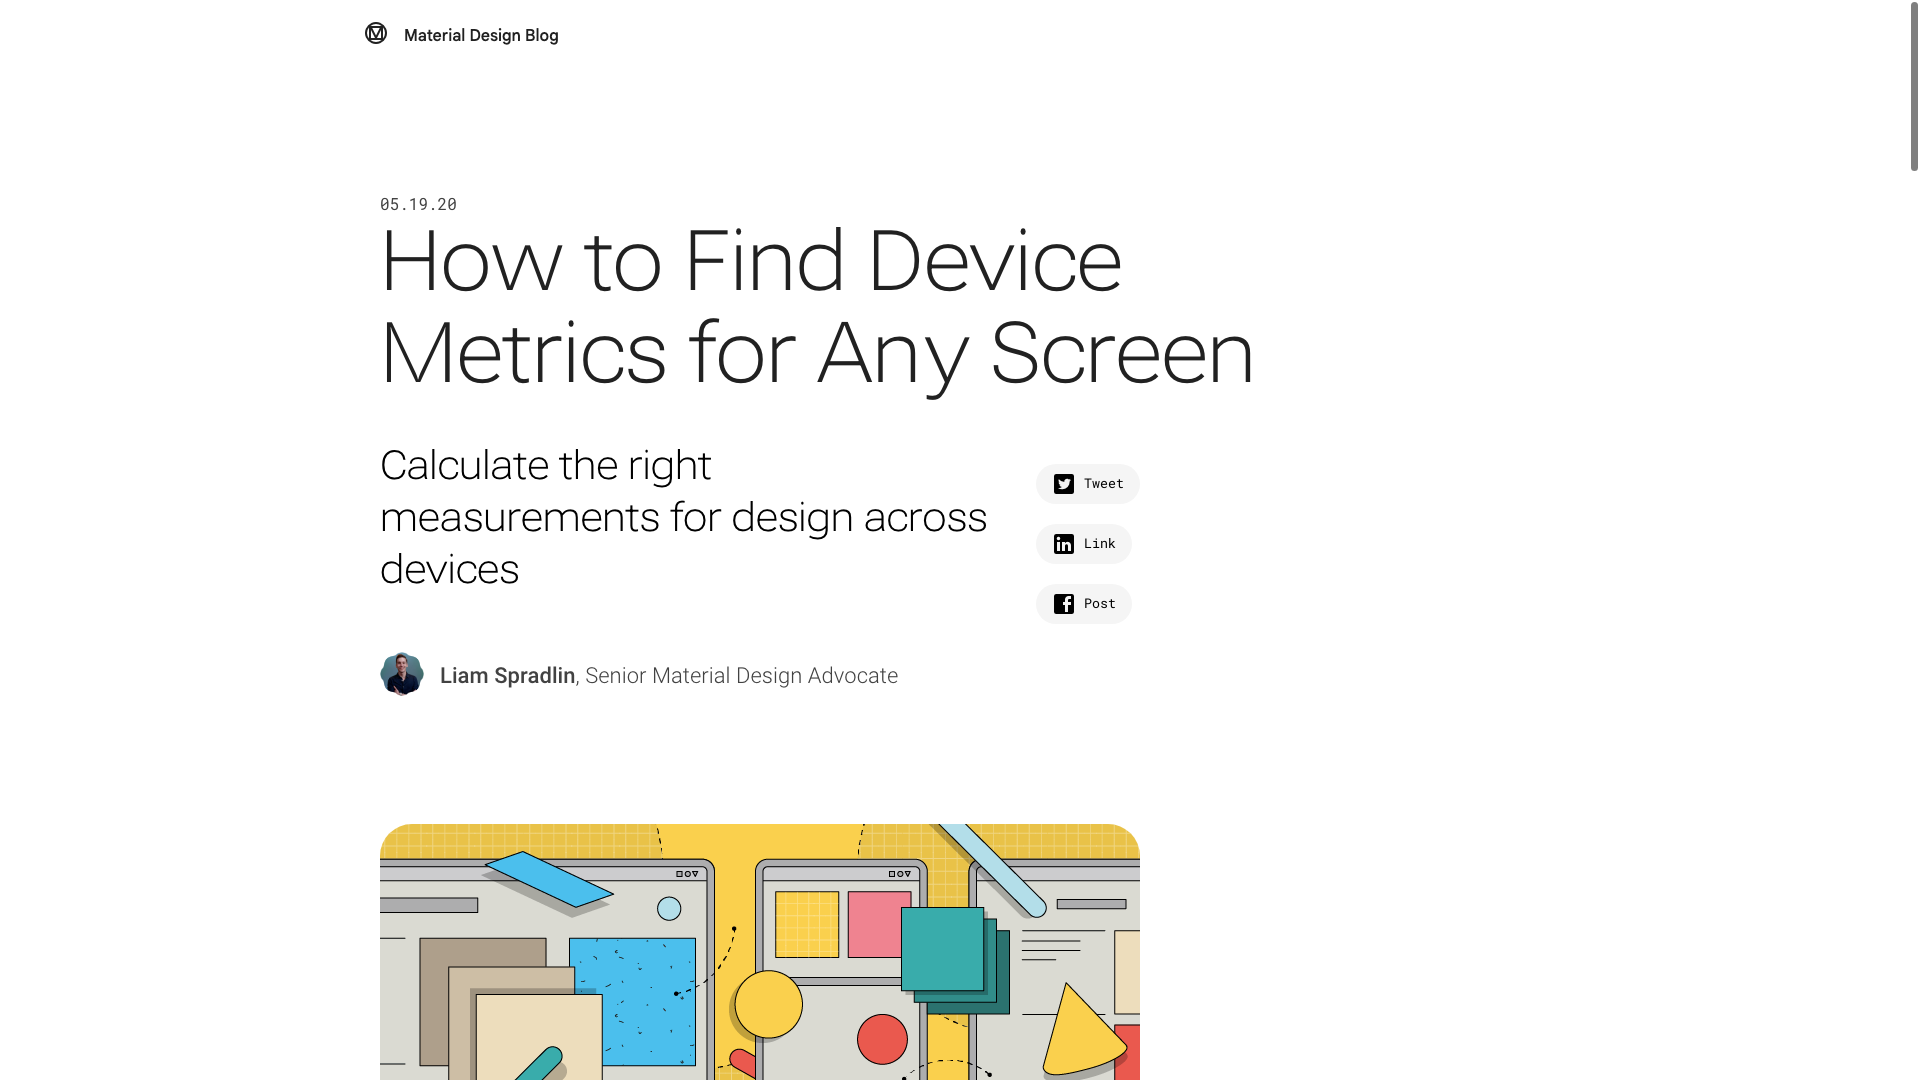 Material Design Blog
05.19.20
How to Find Device
Metrics for Any Screen
Calculate the right
measurements for design across
devices
Tweet
Link
Post
Liam Spradlin, Senior Material Design Advocate